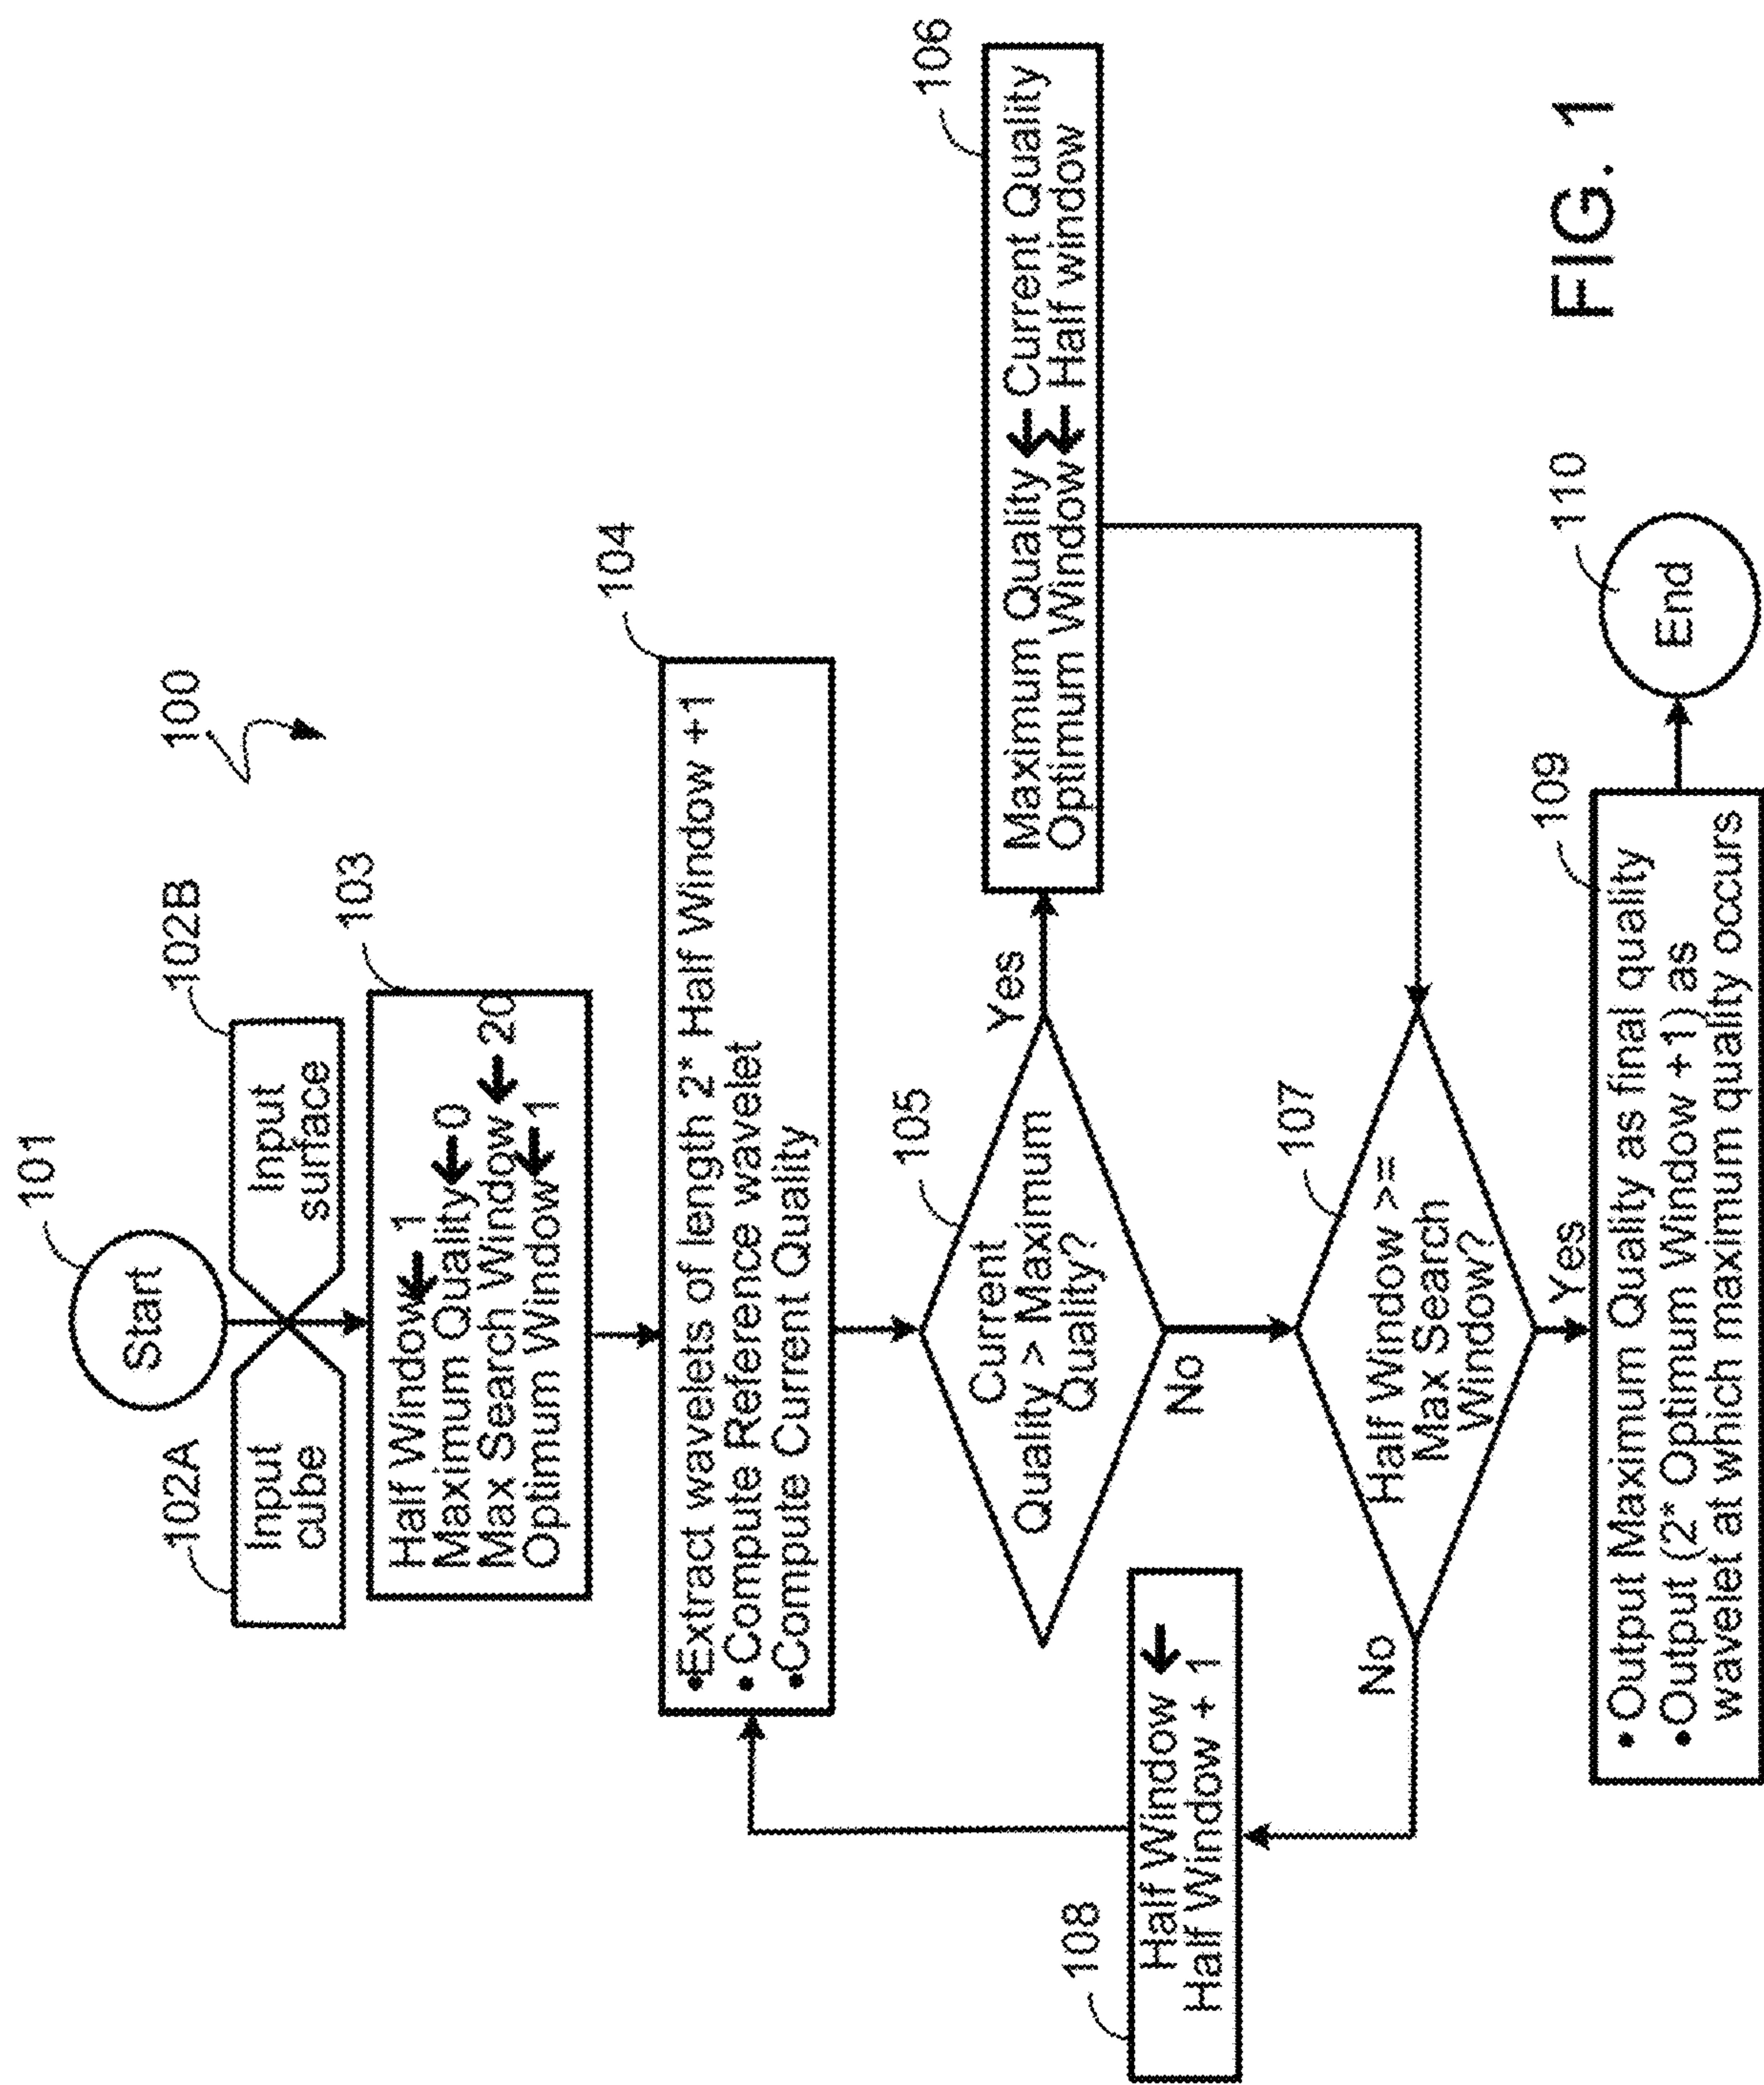 100
101
Start
102A
Input
cube
102B
Input
surface
103
Half Window ← 1
Maximum Quality ← 0
Max Search Window ← 20
Optimum Window ← 1
104
•Extract wavelets of length 2* Half Window +1
• Compute Reference wavelet
•Compute Current Quality
105
Current
Quality > Maximum
Quality?
Yes
No
106
Maximum Quality ← Current Quality
Optimum Window ← Half window
107
Half Window >=
Max Search
Window?
No
Yes
108
Half Window ←
Half Window + 1
109
• Output Maximum Quality as final quality
•Output (2* Optimum Window +1) as
wavelet at which maximum quality occurs
110
End
FIG. 1